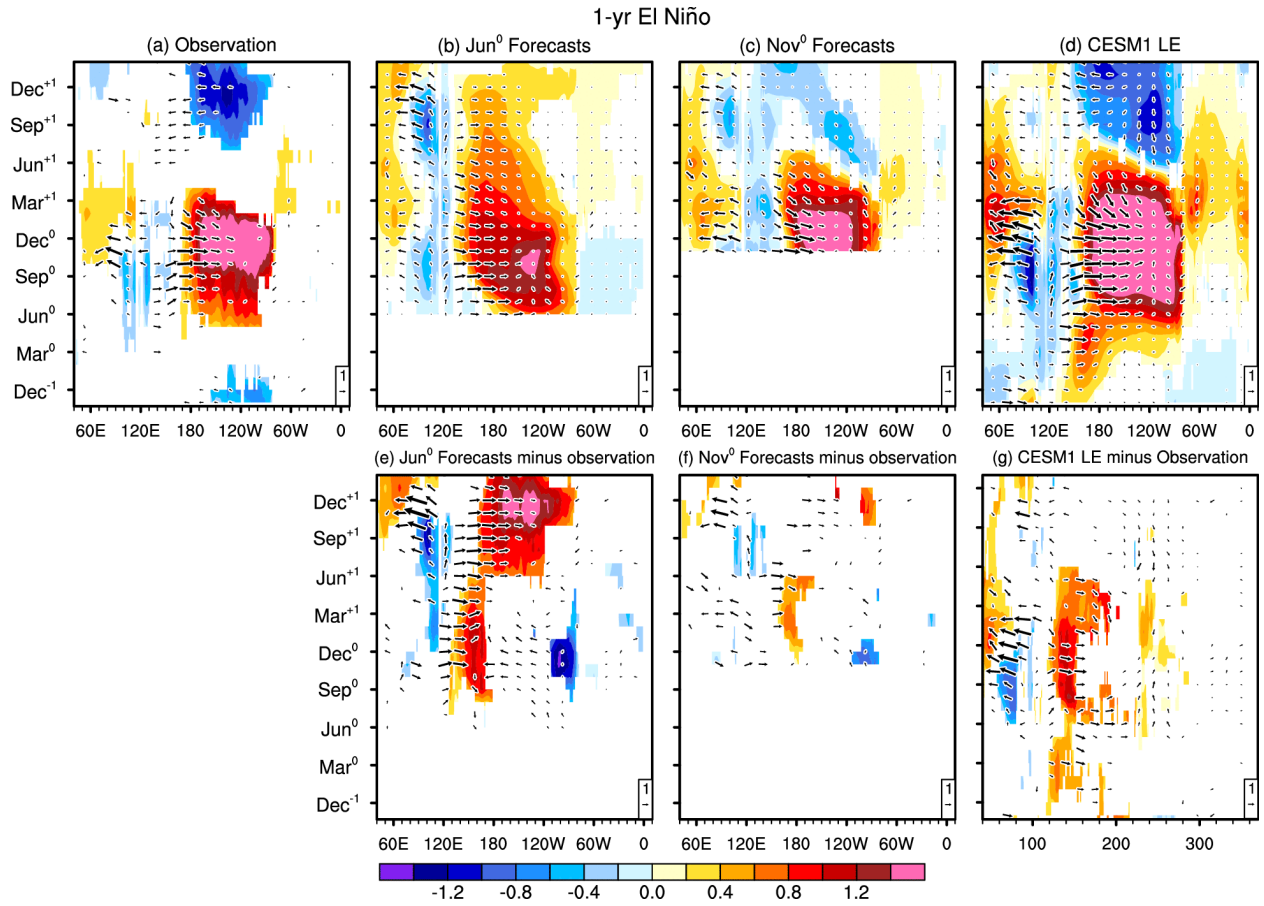 1-yr El Niño
(a) Observation
(b) Jun⁰ Forecasts
(c) Nov⁰ Forecasts
(d) CESM1 LE
Dec⁺¹
Sep⁺¹
Jun⁺¹
Mar⁺¹
Dec⁰
Sep⁰
Jun⁰
Mar⁰
Dec⁻¹
1
1
1
1
60E 120E 180 120W 60W 0
60E 120E 180 120W 60W 0
60E 120E 180 120W 60W 0
60E 120E 180 120W 60W 0
(e) Jun⁰ Forecasts minus observation
(f) Nov⁰ Forecasts minus observation
(g) CESM1 LE minus Observation
Dec⁺¹
Sep⁺¹
Jun⁺¹
Mar⁺¹
Dec⁰
Sep⁰
Jun⁰
Mar⁰
Dec⁻¹
1
1
1
60E 120E 180 120W 60W 0
60E 120E 180 120W 60W 0
100 150 200 250 300
-1.2 -0.8 -0.4 0.0 0.4 0.8 1.2